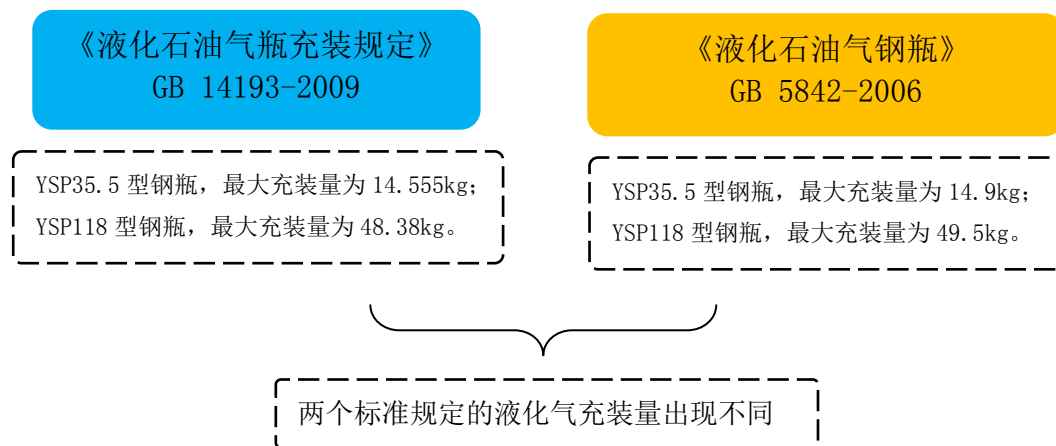 《液化石油气瓶充装规定》
GB 14193-2009
《液化石油气钢瓶》
GB 5842-2006
YSP35.5 型钢瓶，最大充装量为 14.555kg；
YSP118 型钢瓶，最大充装量为 48.38kg。
YSP35.5 型钢瓶，最大充装量为 14.9kg；
YSP118 型钢瓶，最大充装量为 49.5kg。
两个标准规定的液化气充装量出现不同